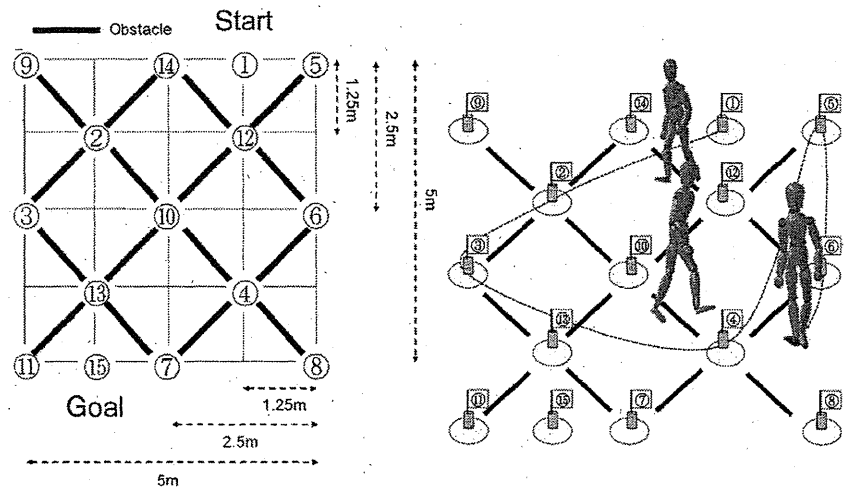 Start
Obstacle
⑨ ⑭ ① ⑤
② ⑫
③ ⑩ ⑥
⑬ ④
⑪ ⑮ ⑦ ⑧
Goal
1.25m
2.5m
5m
1.25m
2.5m
5m
⑨ ⑭ ① ⑤
② ⑫
③ ⑩ ⑥
⑬ ④
⑪ ⑮ ⑦ ⑧